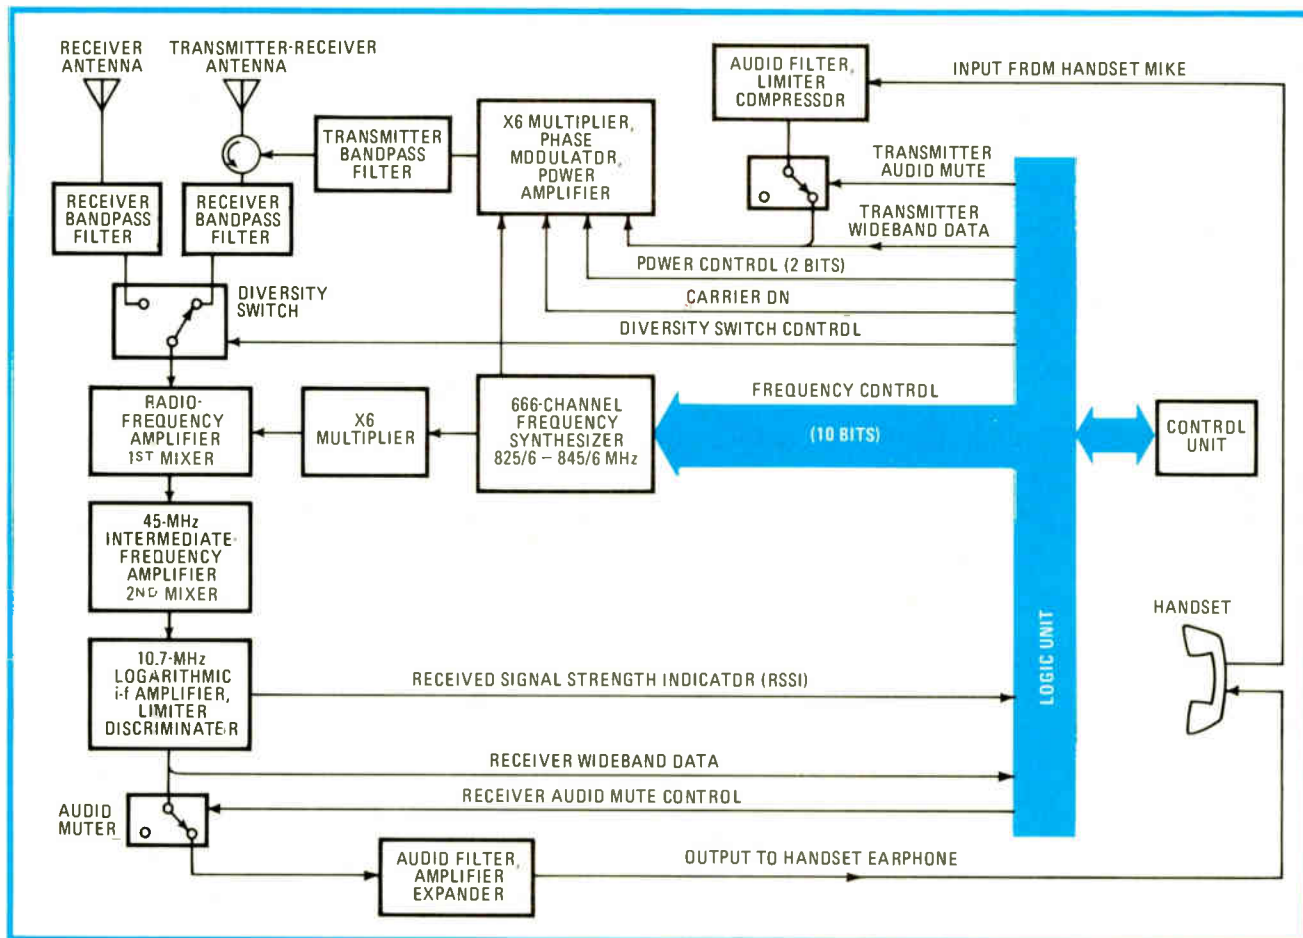 RECEIVER
ANTENNA
TRANSMITTER-RECEIVER
ANTENNA
AUDIO FILTER,
LIMITER
COMPRESSOR
INPUT FROM HANDSET MIKE
TRANSMITTER
BANDPASS
FILTER
X6 MULTIPLIER,
PHASE
MODULATOR,
POWER
AMPLIFIER
TRANSMITTER
AUDIO MUTE
RECEIVER
BANDPASS
FILTER
RECEIVER
BANDPASS
FILTER
TRANSMITTER
WIDEBAND DATA
POWER CONTROL (2 BITS)
DIVERSITY
SWITCH
CARRIER ON
DIVERSITY SWITCH CONTROL
RADIO-
FREQUENCY
AMPLIFIER
1ST MIXER
X6
MULTIPLIER
666-CHANNEL
FREQUENCY
SYNTHESIZER
825/6 – 845/6 MHz
FREQUENCY CONTROL
(10 BITS)
CONTROL
UNIT
45-MHz
INTERMEDIATE-
FREQUENCY
AMPLIFIER
2ND MIXER
HANDSET
10.7-MHz
LOGARITHMIC
i-f AMPLIFIER,
LIMITER
DISCRIMINATER
RECEIVED SIGNAL STRENGTH INDICATOR (RSSI)
LOGIC UNIT
RECEIVER WIDEBAND DATA
RECEIVER AUDIO MUTE CONTROL
AUDIO
MUTER
AUDIO FILTER,
AMPLIFIER
EXPANDER
OUTPUT TO HANDSET EARPHONE